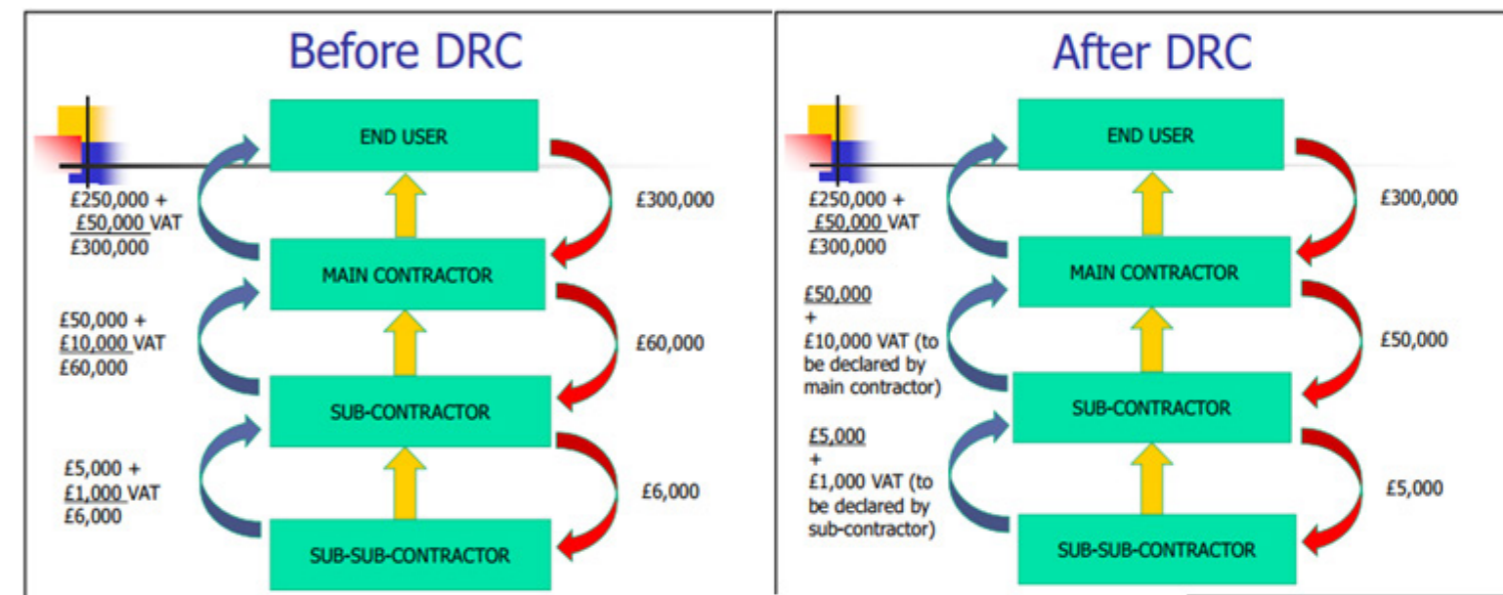 Before DRC
END USER
£250,000 +
£50,000 VAT
£300,000
£300,000
MAIN CONTRACTOR
£50,000 +
£10,000 VAT
£60,000
£60,000
SUB-CONTRACTOR
£5,000 +
£1,000 VAT
£6,000
£6,000
SUB-SUB-CONTRACTOR
After DRC
END USER
£250,000 +
£50,000 VAT
£300,000
£300,000
MAIN CONTRACTOR
£50,000
+
£10,000 VAT (to
be declared by
main contractor)
£50,000
SUB-CONTRACTOR
£5,000
+
£1,000 VAT (to
be declared by
sub-contractor)
£5,000
SUB-SUB-CONTRACTOR